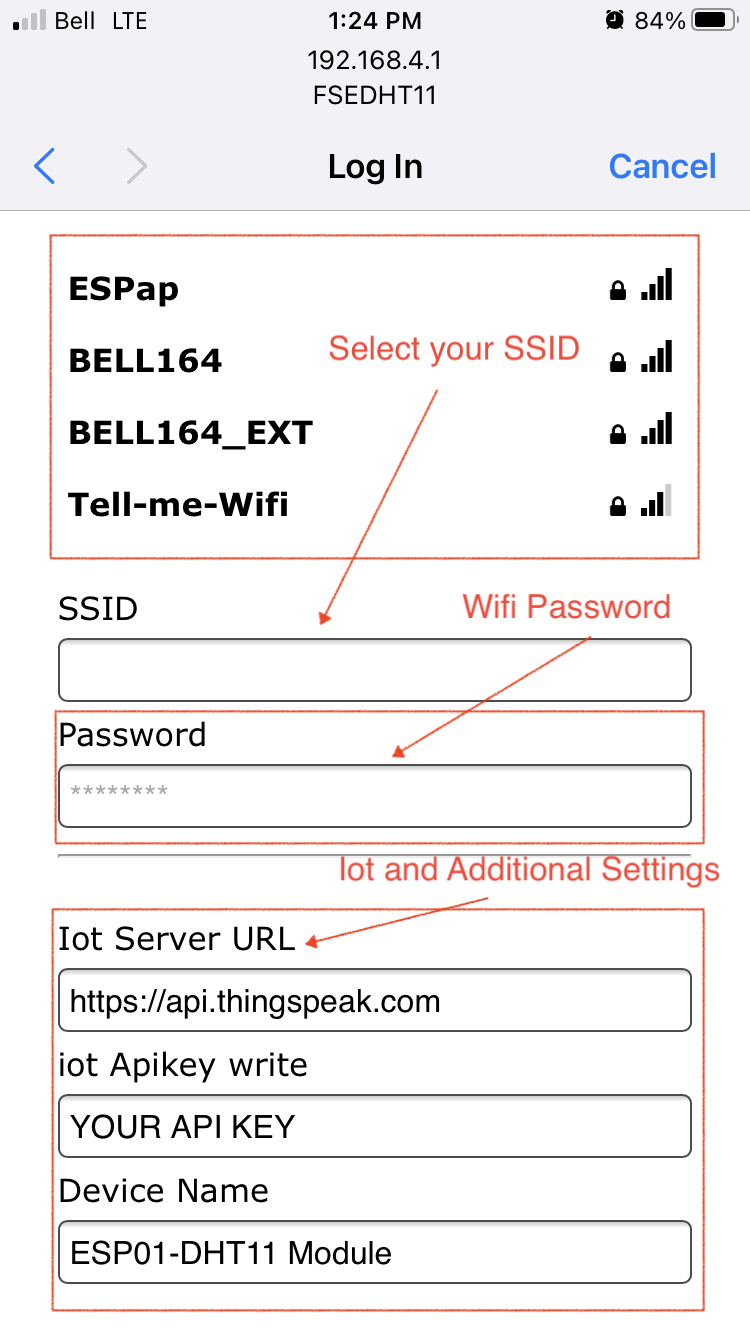 Bell LTE 1:24 PM 84%
192.168.4.1
FSEDHT11
Log In Cancel
ESPap
Select your SSID
BELL164
BELL164_EXT
Tell-me-Wifi
SSID
Wifi Password
Password
********
Iot and Additional Settings
Iot Server URL
https://api.thingspeak.com
iot Apikey write
YOUR API KEY
Device Name
ESP01-DHT11 Module